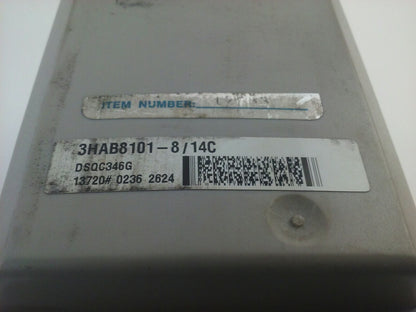 ITEM NUMBER:
3HAB8101-8/14C
DSQC346G
13720# 0236 2624